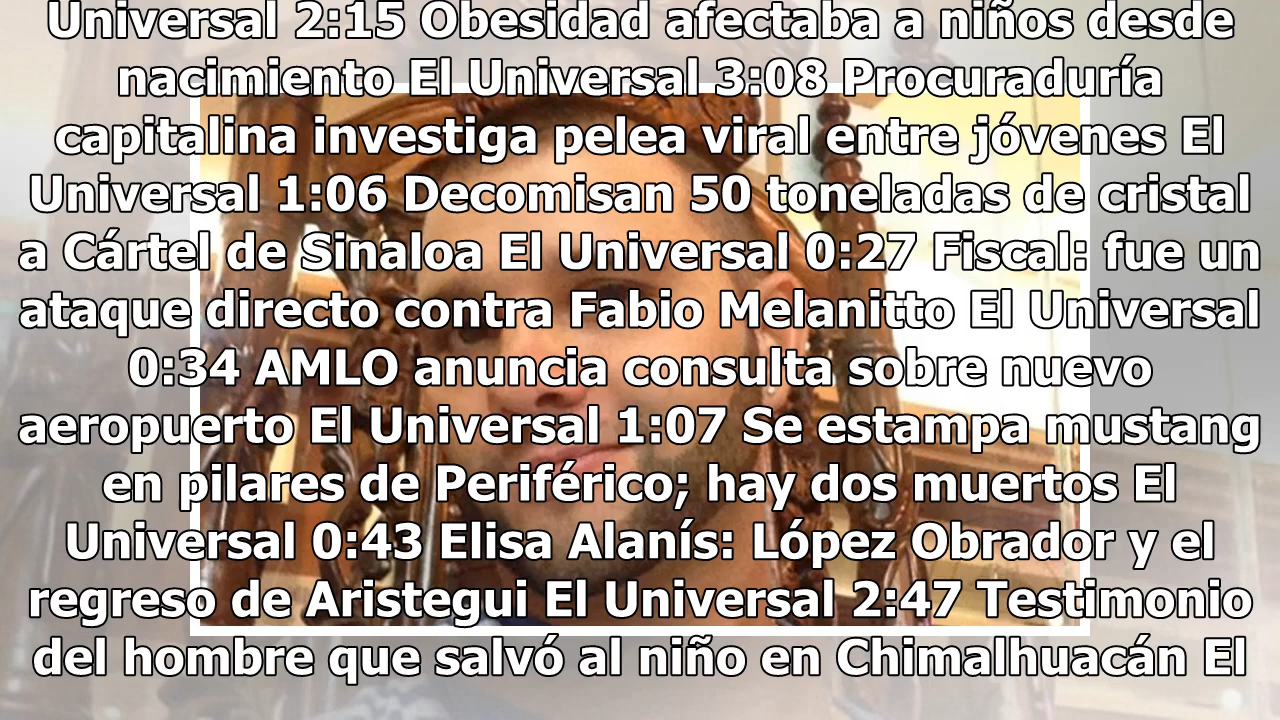 Universal 2:15 Obesidad afectaba a niños desde
nacimiento El Universal 3:08 Procuraduría
capitalina investiga pelea viral entre jóvenes El
Universal 1:06 Decomisan 50 toneladas de cristal
a Cártel de Sinaloa El Universal 0:27 Fiscal: fue un
ataque directo contra Fabio Melanitto El Universal
0:34 AMLO anuncia consulta sobre nuevo
aeropuerto El Universal 1:07 Se estampa mustang
en pilares de Periférico; hay dos muertos El
Universal 0:43 Elisa Alanís: López Obrador y el
regreso de Aristegui El Universal 2:47 Testimonio
del hombre que salvó al niño en Chimalhuacán El